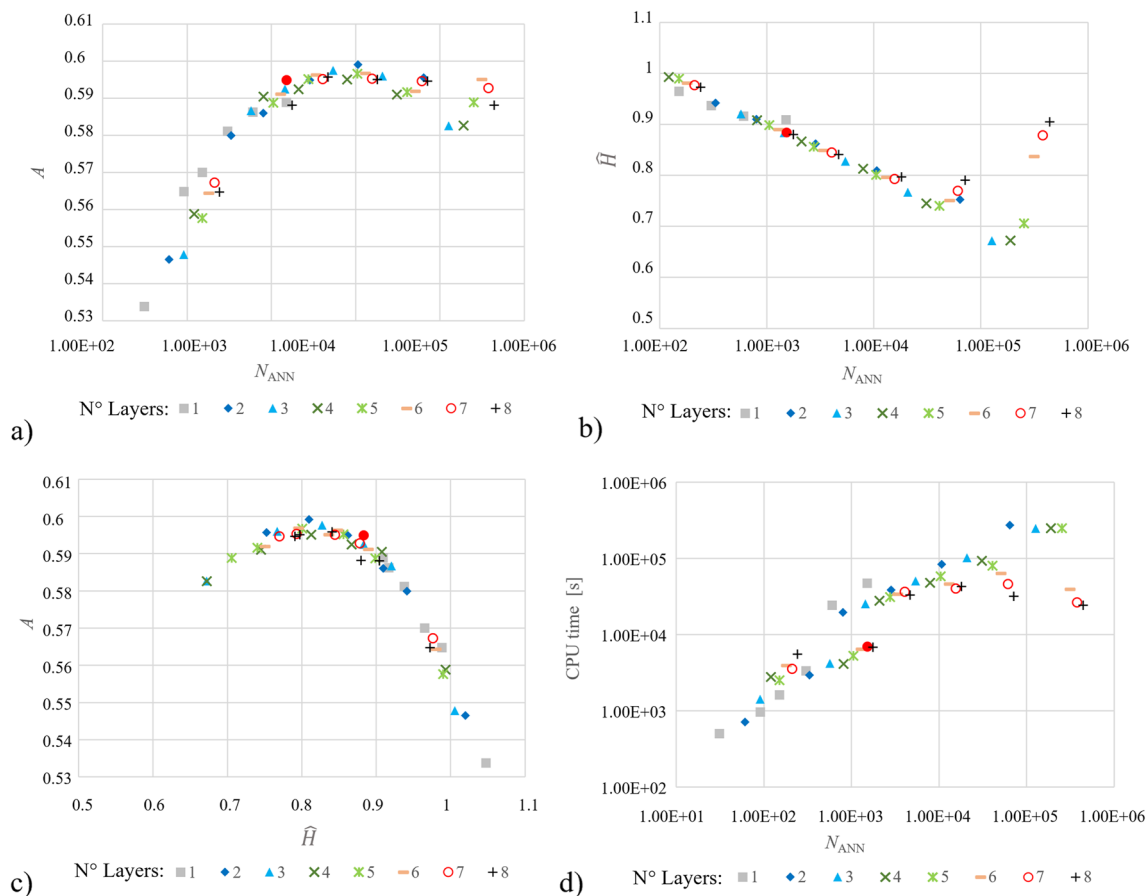 0.61
0.6
0.59
0.58
0.57
0.56
0.55
0.54
0.53
A
1.00E+02 1.00E+03 1.00E+04 1.00E+05 1.00E+06
N_ANN
N° Layers: 1 2 3 4 5 6 7 8
a)
1.1
1
0.9
0.8
0.7
0.6
0.5
Ĥ
1.00E+02 1.00E+03 1.00E+04 1.00E+05 1.00E+06
N_ANN
N° Layers: 1 2 3 4 5 6 7 8
b)
0.61
0.6
0.59
0.58
0.57
0.56
0.55
0.54
0.53
A
0.5 0.6 0.7 0.8 0.9 1 1.1
Ĥ
N° Layers: 1 2 3 4 5 6 7 8
c)
1.00E+06
1.00E+05
1.00E+04
1.00E+03
1.00E+02
CPU time [s]
1.00E+01 1.00E+02 1.00E+03 1.00E+04 1.00E+05 1.00E+06
N_ANN
N° Layers: 1 2 3 4 5 6 7 8
d)